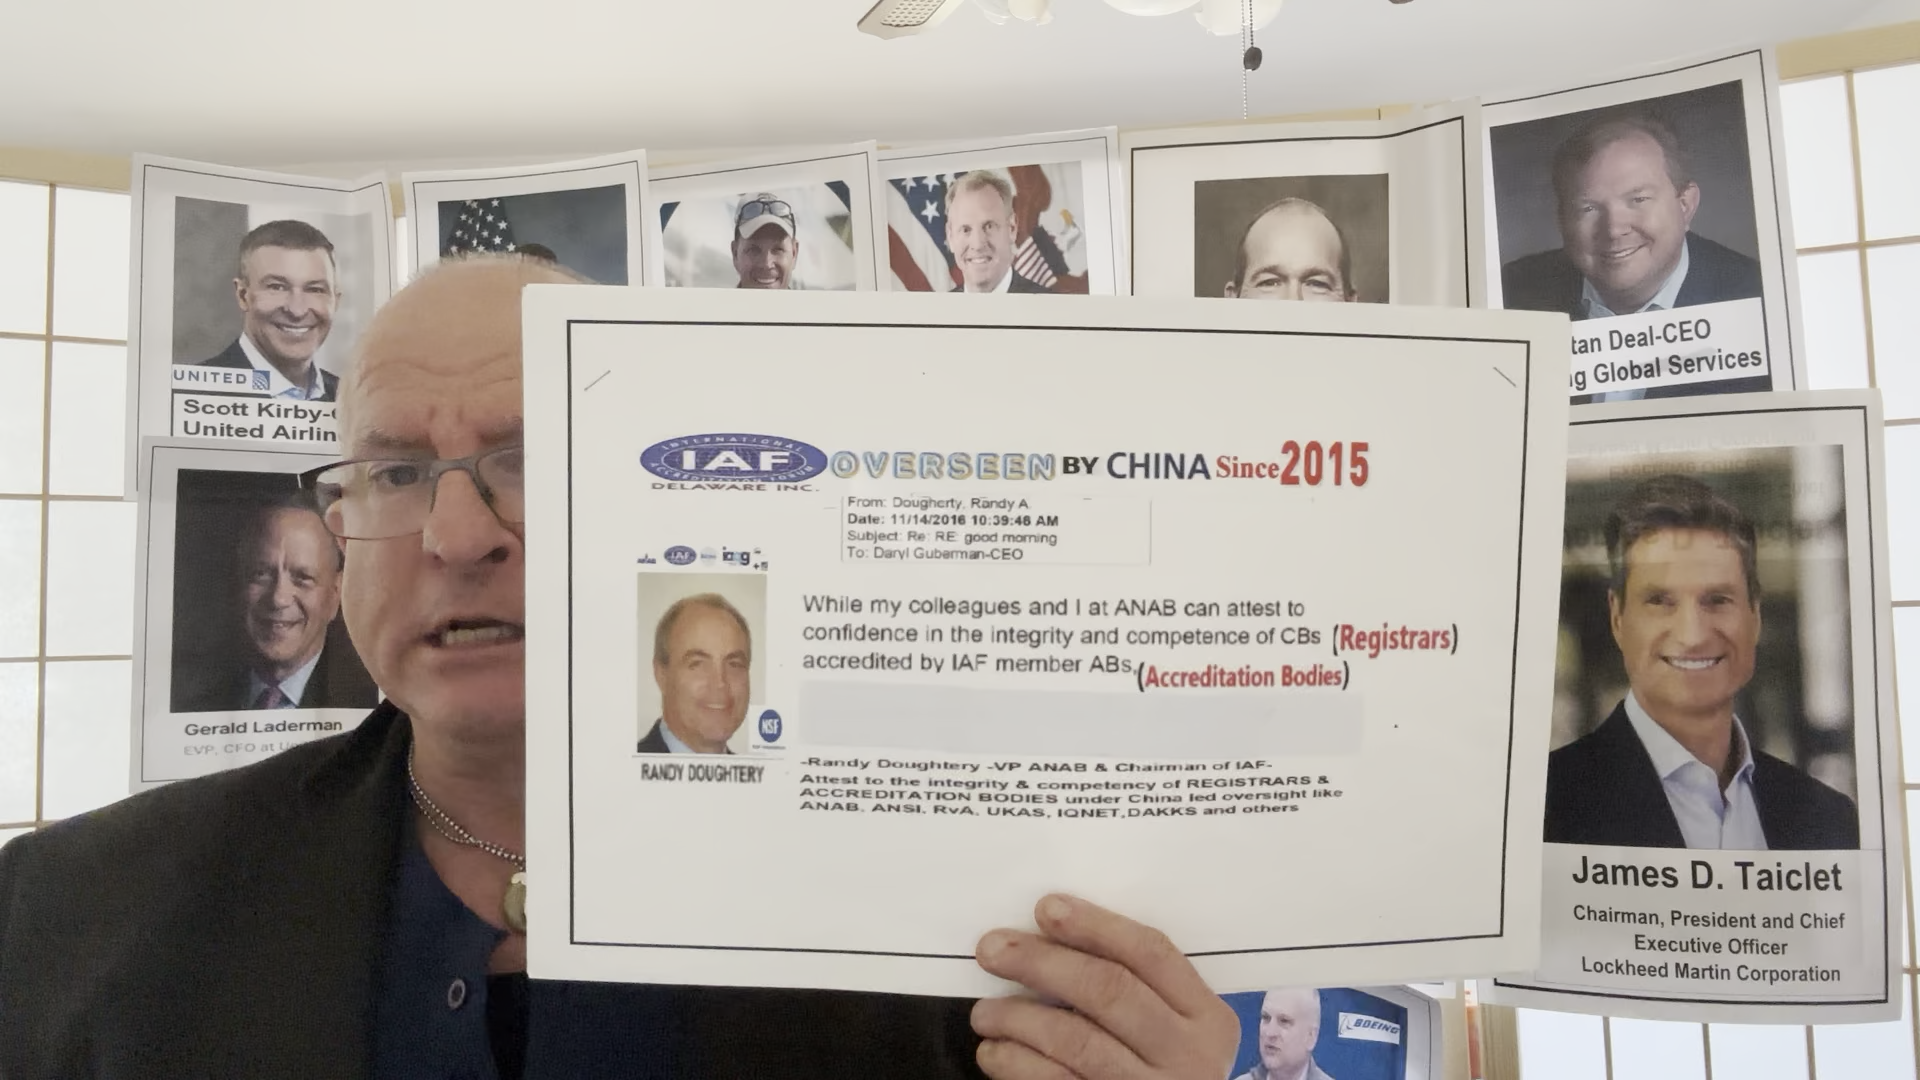 UNITED
Scott Kirby-
United Airlin
Gerald Laderman
EVP, CFO at
tan Deal-CEO
g Global Services
James D. Taiclet
Chairman, President and Chief
Executive Officer
Lockheed Martin Corporation
BOEING
INTERNATIONAL
IAF
ACCREDITATION FORUM
DELAWARE INC.
OVERSEEN BY CHINA Since 2015
From: Dougherty, Randy A.
Date: 11/14/2016 10:39:46 AM
Subject: Re: RE: good morning
To: Daryl Guberman-CEO
IAF
NSF
RANDY DOUGHTERY
While my colleagues and I at ANAB can attest to
confidence in the integrity and competence of CBs (Registrars)
accredited by IAF member ABs, (Accreditation Bodies)
-Randy Doughtery -VP ANAB & Chairman of IAF-
Attest to the integrity & competency of REGISTRARS &
ACCREDITATION BODIES under China led oversight like
ANAB, ANSI, RvA, UKAS, IQNET, DAKKS and others